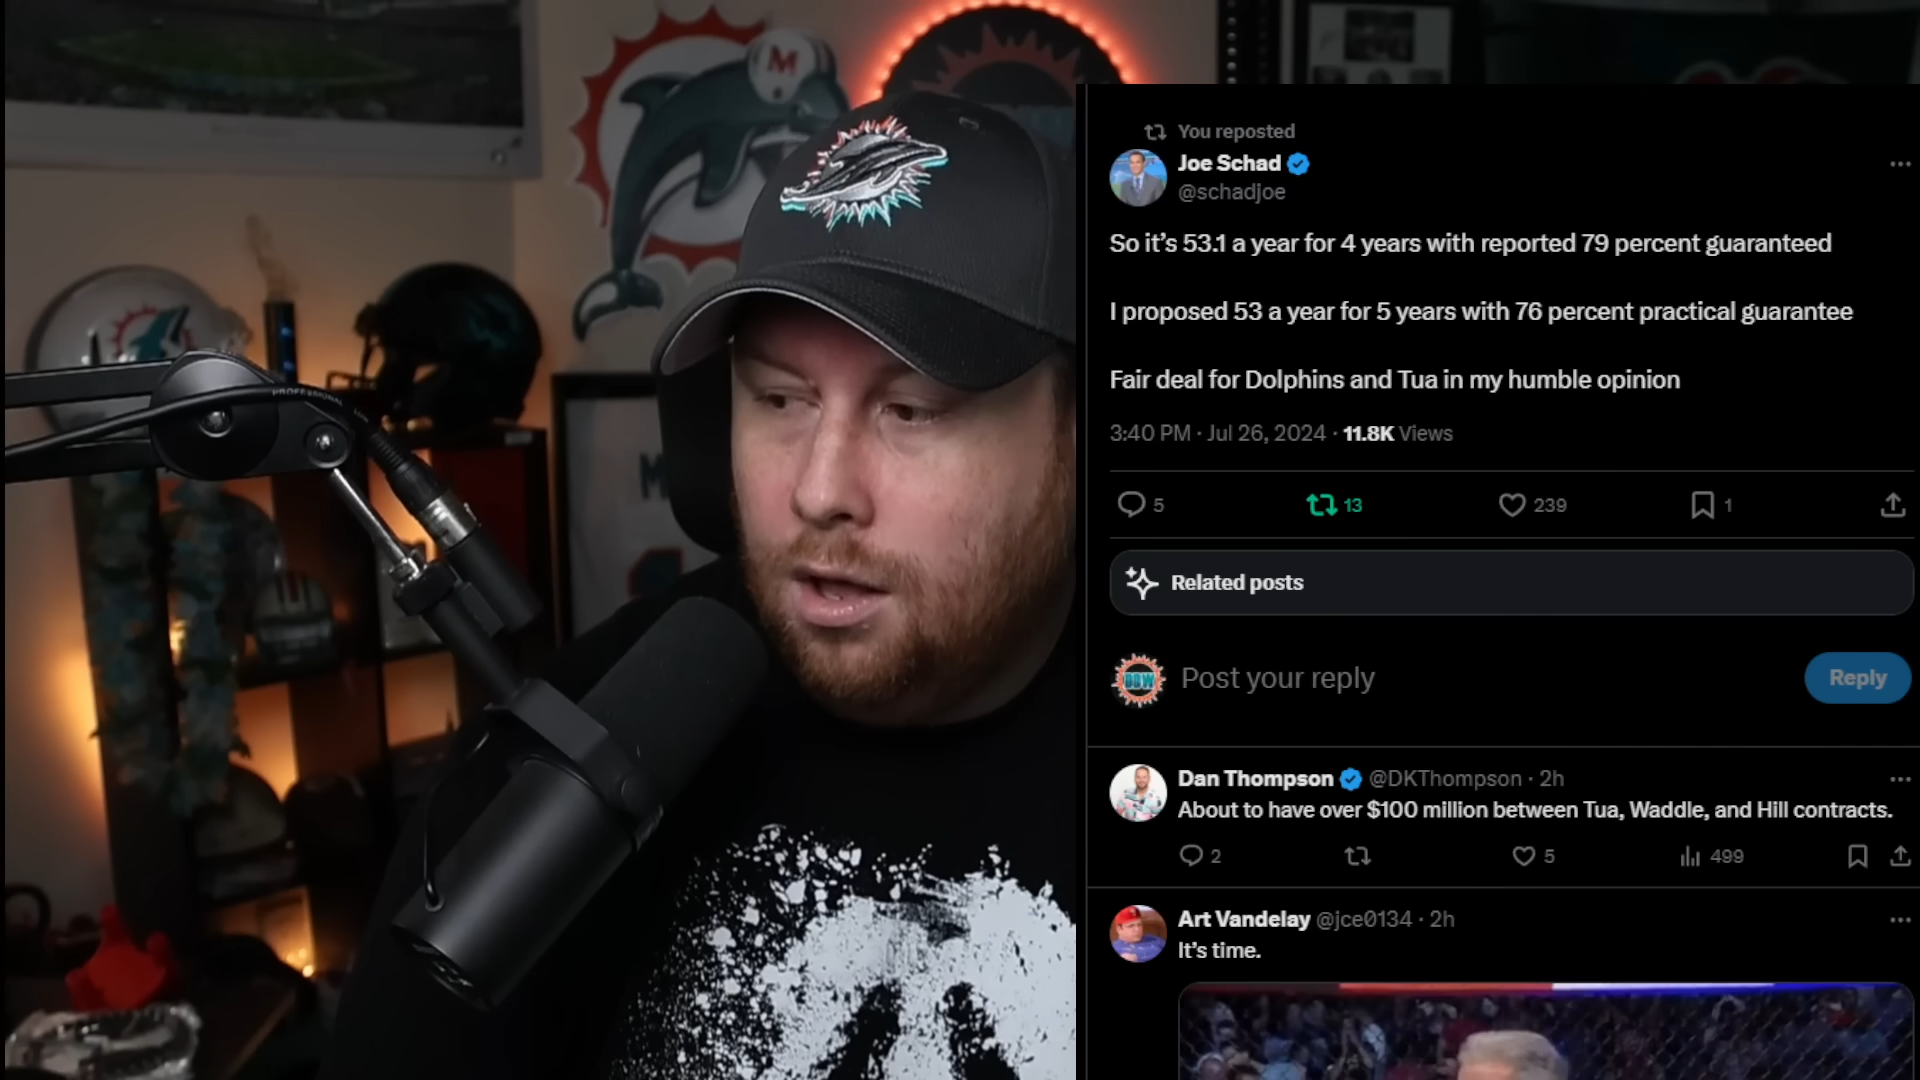 M
PROFESSIONAL
M
You reposted
Joe Schad
@schadjoe
So it's 53.1 a year for 4 years with reported 79 percent guaranteed
I proposed 53 a year for 5 years with 76 percent practical guarantee
Fair deal for Dolphins and Tua in my humble opinion
3:40 PM · Jul 26, 2024 · 11.8K Views
5 13 239 1
Related posts
DDW
Post your reply
Reply
Dan Thompson @DKThompson · 2h
About to have over $100 million between Tua, Waddle, and Hill contracts.
2 5 499
Art Vandelay @jce0134 · 2h
It's time.